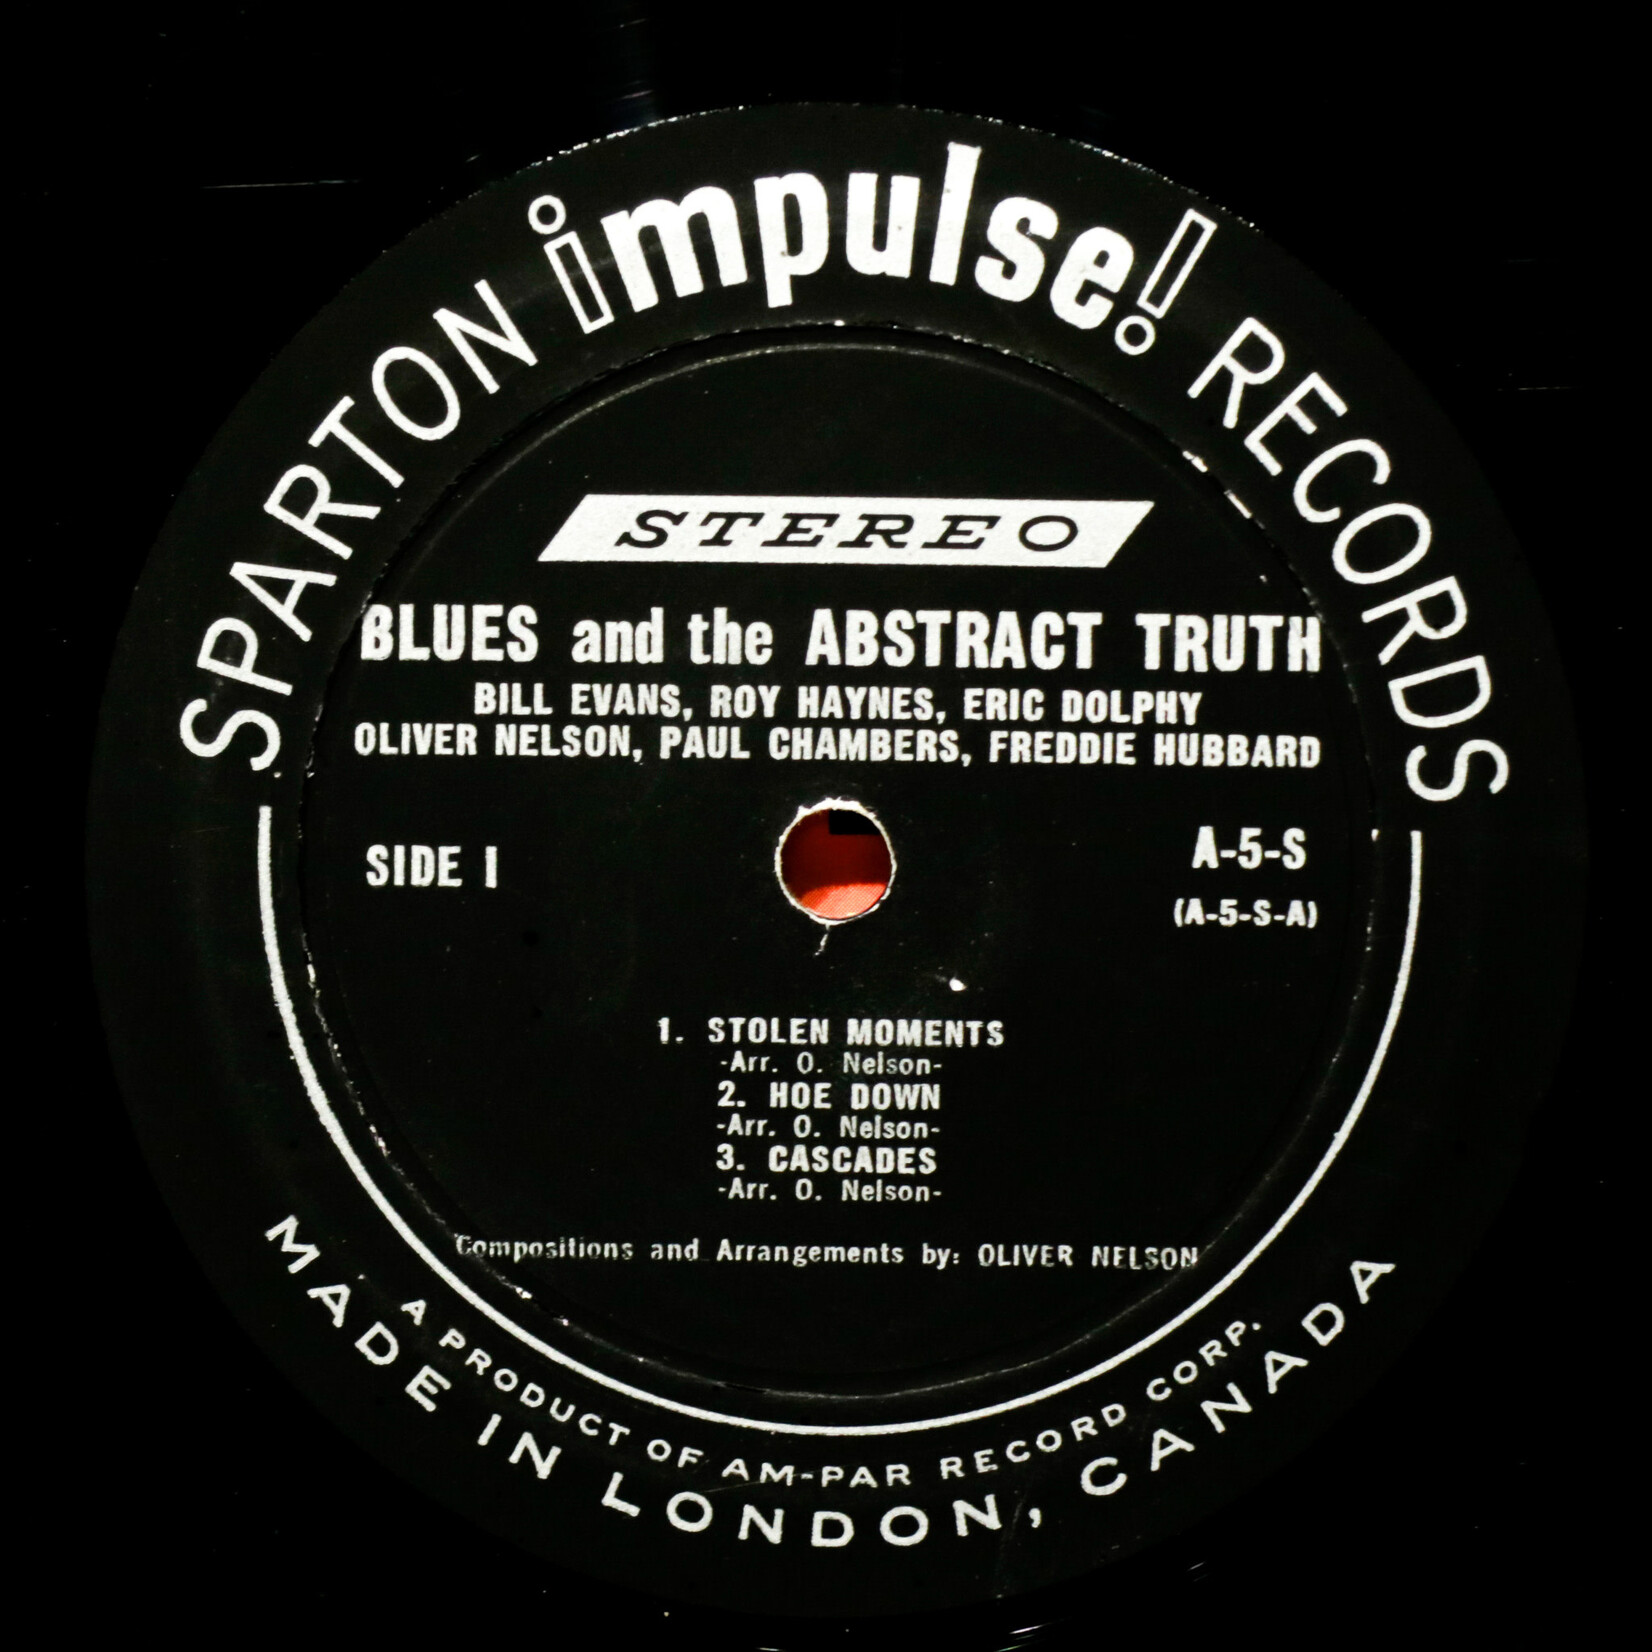 SPARTON impulse! RECORDS
STEREO
BLUES and the ABSTRACT TRUTH
BILL EVANS, ROY HAYNES, ERIC DOLPHY
OLIVER NELSON, PAUL CHAMBERS, FREDDIE HUBBARD
SIDE 1
A-5-S
(A-5-S-A)
1. STOLEN MOMENTS
-Arr. O. Nelson-
2. HOE DOWN
-Arr. O. Nelson-
3. CASCADES
-Arr. O. Nelson-
Compositions and Arrangements by: OLIVER NELSON
A PRODUCT OF AM-PAR RECORD CORP.
MADE IN LONDON, CANADA